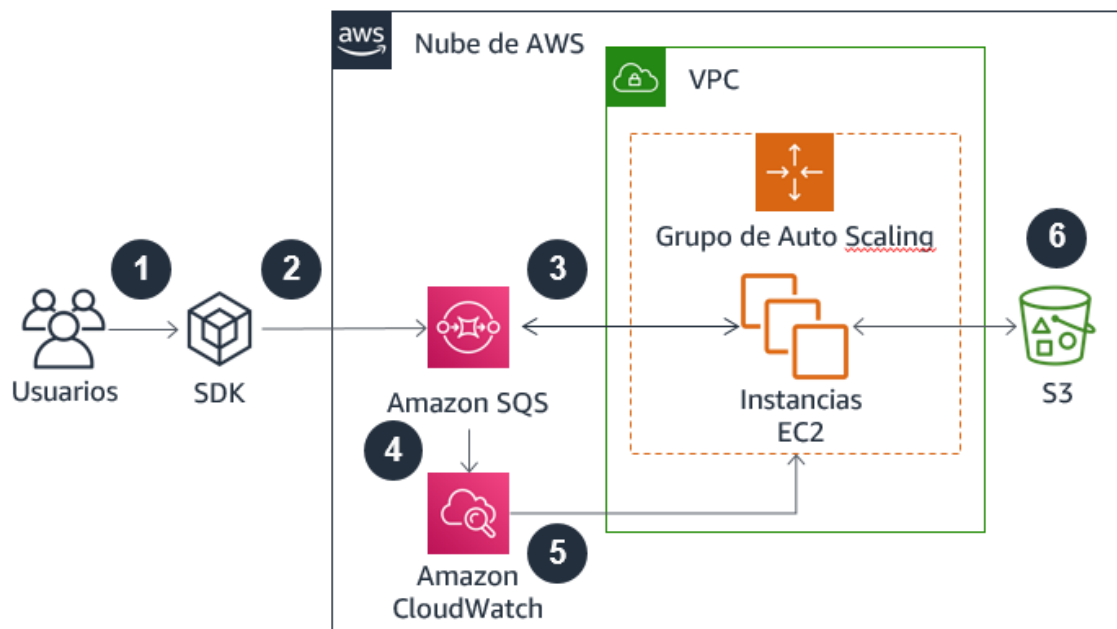 aws
Nube de AWS
VPC
Grupo de Auto Scaling
1
2
3
6
Usuarios
SDK
Amazon SQS
Instancias
EC2
S3
4
5
Amazon
CloudWatch